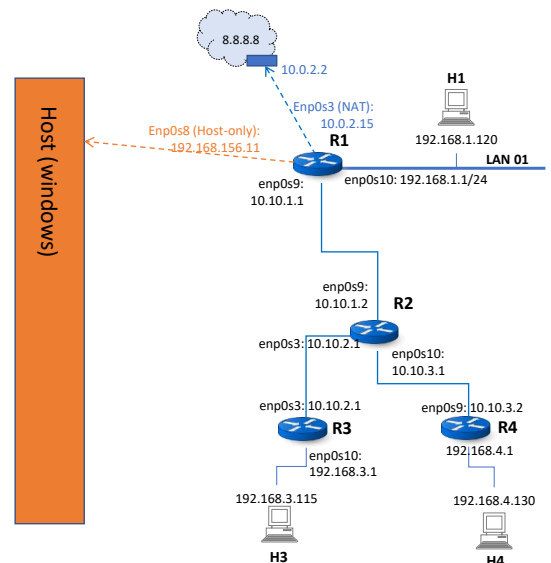 8.8.8.8
10.0.2.2
Enp0s3 (NAT):
10.0.2.15
H1
Enp0s8 (Host-only):
192.168.156.11
R1
192.168.1.120
LAN 01
enp0s9:
10.10.1.1
enp0s10: 192.168.1.1/24
Host (windows)
enp0s9:
10.10.1.2
R2
enp0s3: 10.10.2.1
enp0s10:
10.10.3.1
enp0s3: 10.10.2.1
enp0s9: 10.10.3.2
R3
R4
enp0s10:
192.168.3.1
192.168.4.1
192.168.3.115
192.168.4.130
H3
H4